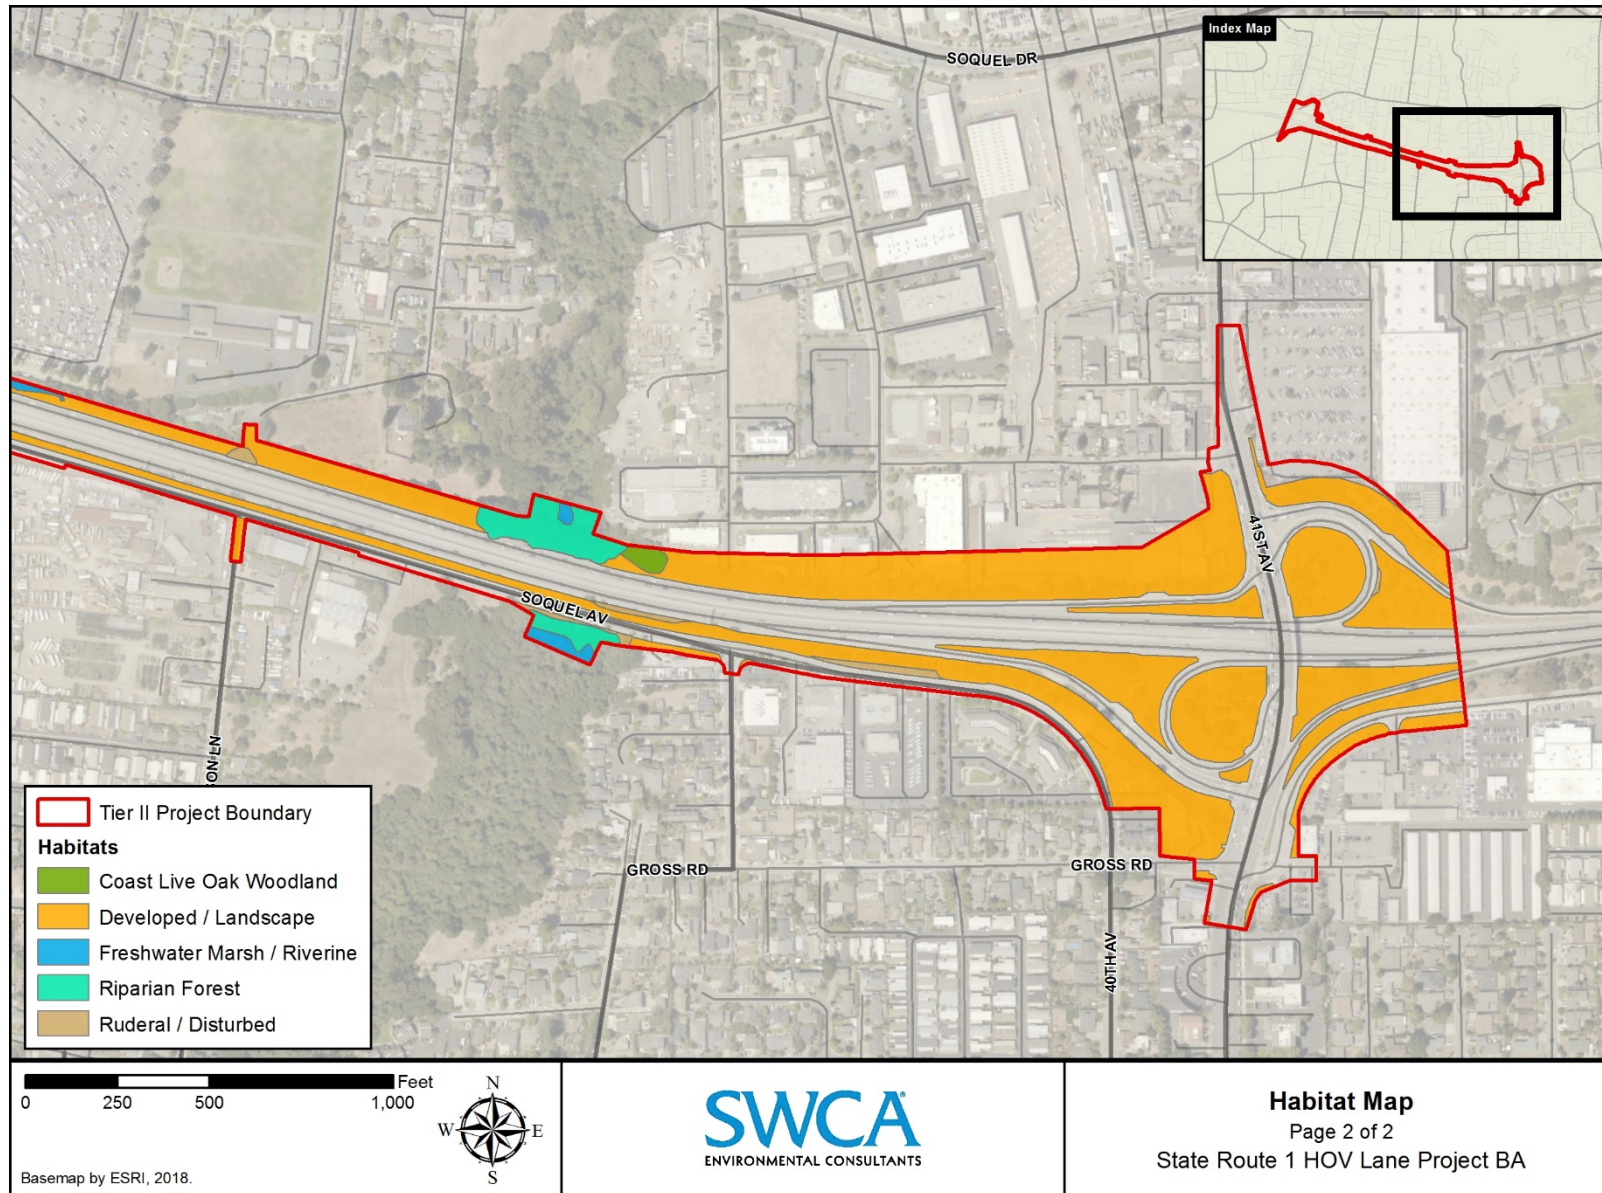 SOQUEL DR
Index Map
41ST AV
SOQUEL AV
SON LN
GROSS RD
GROSS RD
40TH AV
Tier II Project Boundary
Habitats
Coast Live Oak Woodland
Developed / Landscape
Freshwater Marsh / Riverine
Riparian Forest
Ruderal / Disturbed
Feet
0 250 500 1,000
N
W E
S
Basemap by ESRI, 2018.
SWCA
ENVIRONMENTAL CONSULTANTS
Habitat Map
Page 2 of 2
State Route 1 HOV Lane Project BA